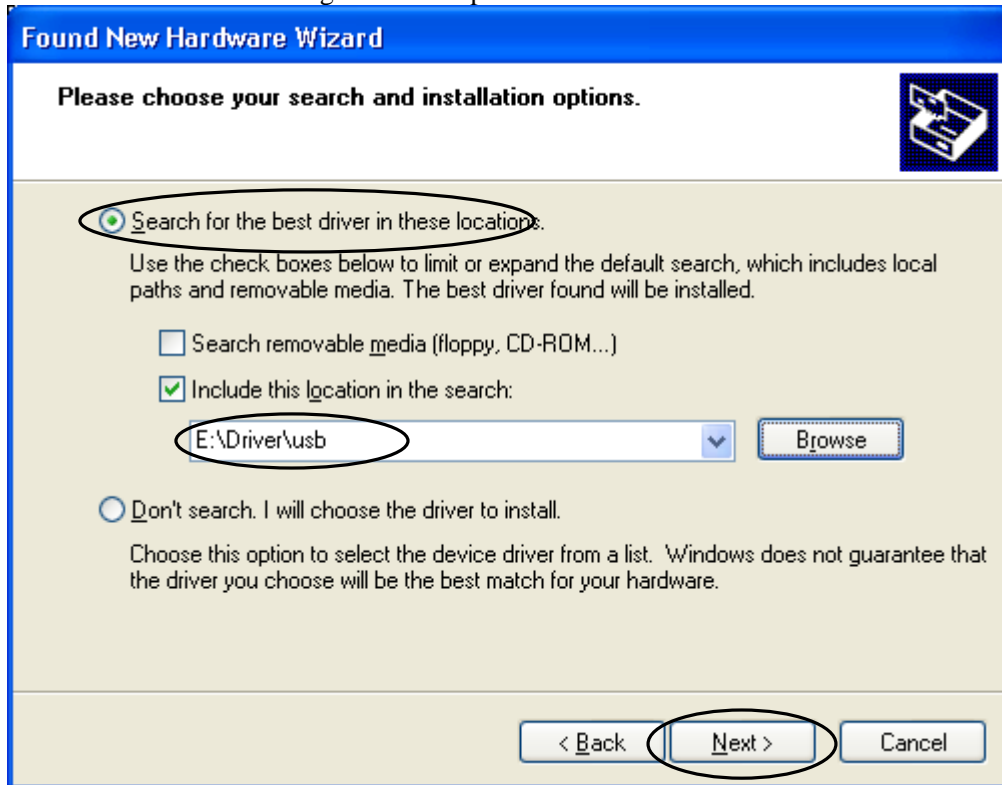 Found New Hardware Wizard
Please choose your search and installation options.
Search for the best driver in these locations.
Use the check boxes below to limit or expand the default search, which includes local
paths and removable media. The best driver found will be installed.
Search removable media (floppy, CD-ROM...)
Include this location in the search:
E:\Driver\usb
Browse
Don't search. I will choose the driver to install.
Choose this option to select the device driver from a list. Windows does not guarantee that
the driver you choose will be the best match for your hardware.
< Back Next > Cancel